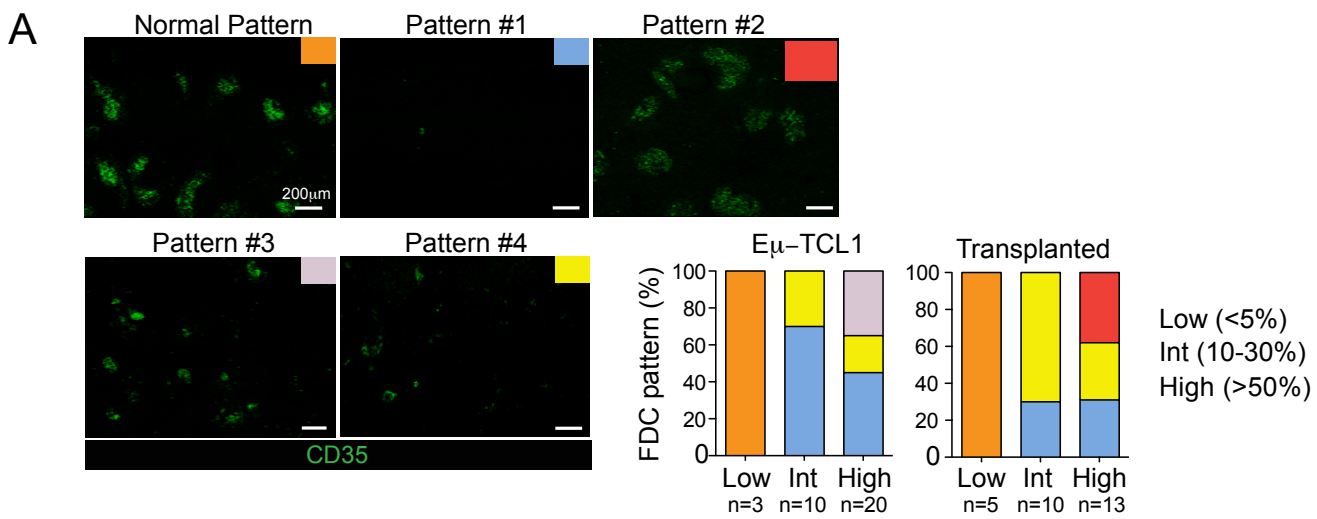 A
Normal Pattern
Pattern #1
Pattern #2
200μm
Pattern #3
Pattern #4
CD35
Eμ–TCL1
Transplanted
FDC pattern (%)
100
80
60
40
20
0
Low
Int
High
n=3
n=10
n=20
100
80
60
40
20
0
Low
Int
High
n=5
n=10
n=13
Low (<5%)
Int (10-30%)
High (>50%)